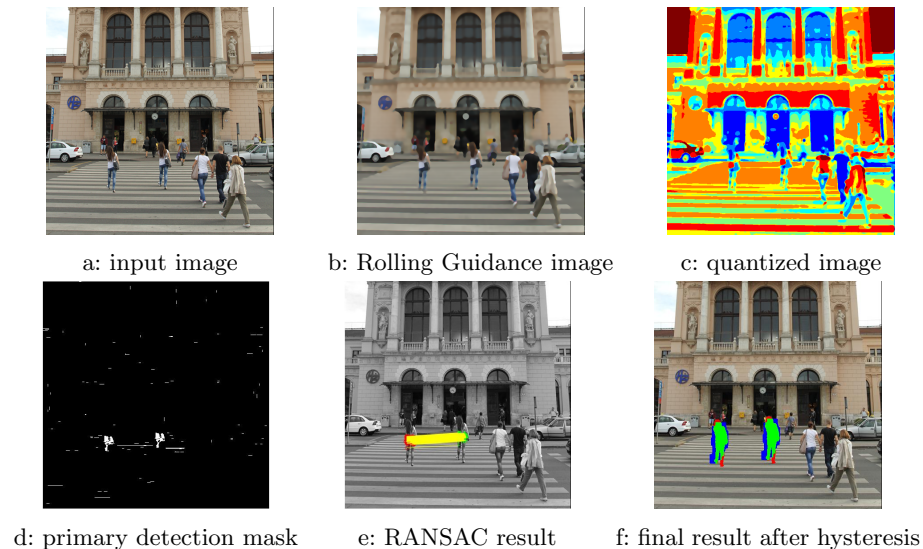 a: input image
b: Rolling Guidance image
c: quantized image
d: primary detection mask
e: RANSAC result
f: final result after hysteresis